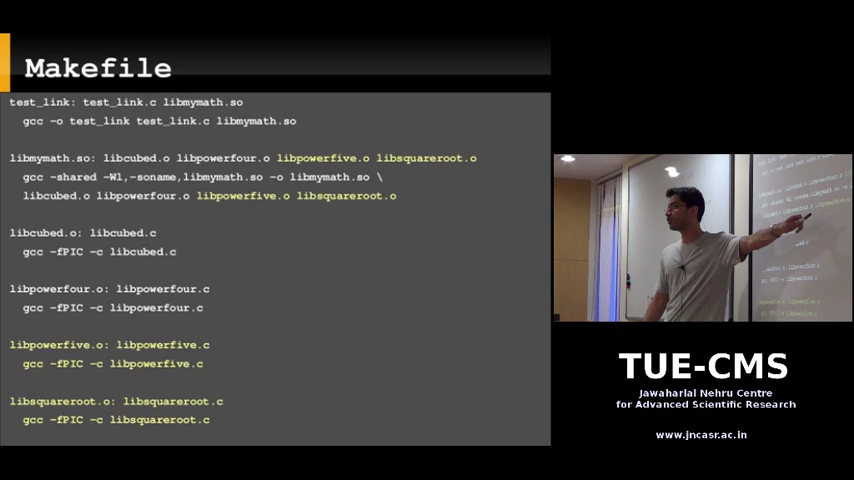 Makefile
test_link: test_link.c libmymath.so
gcc -o test_link test_link.c libmymath.so
libmymath.so: libcubed.o libpowerfour.o libpowerfive.o libsquareroot.o
gcc -shared -Wl,-soname,libmymath.so -o libmymath.so \
libcubed.o libpowerfour.o libpowerfive.o libsquareroot.o
libcubed.o: libcubed.c
gcc -fPIC -c libcubed.c
libpowerfour.o: libpowerfour.c
gcc -fPIC -c libpowerfour.c
libpowerfive.o: libpowerfive.c
gcc -fPIC -c libpowerfive.c
libsquareroot.o: libsquareroot.c
gcc -fPIC -c libsquareroot.c
TUE-CMS
Jawaharlal Nehru Centre
for Advanced Scientific Research
www.jncasr.ac.in